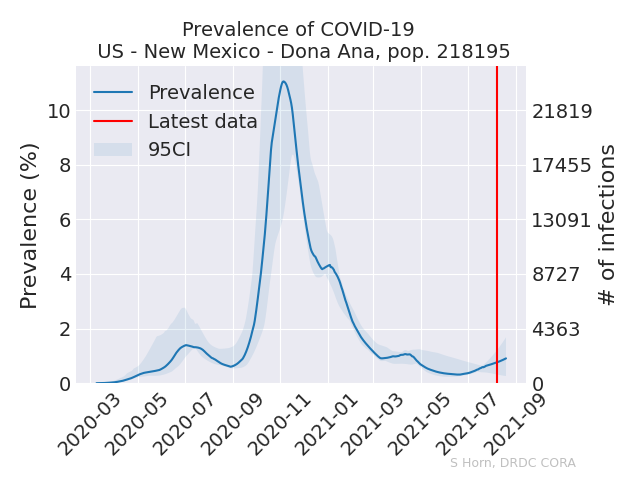 Prevalence of COVID-19
US - New Mexico - Dona Ana, pop. 218195
Prevalence
Latest data
95CI
Prevalence (%)
10
8
6
4
2
0
21819
17455
13091
8727
4363
0
# of infections
2020-03
2020-05
2020-07
2020-09
2020-11
2021-01
2021-03
2021-05
2021-07
2021-09
S Horn, DRDC CORA